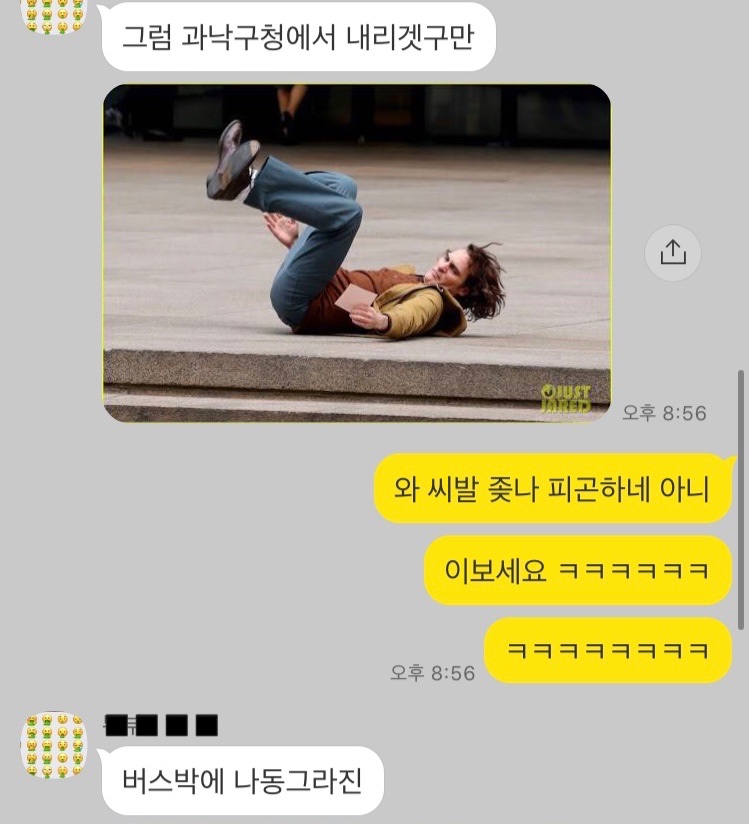 그럼 과낙구청에서 내리겟구만
JUST
JARED
오후 8:56
와 씨발 좆나 피곤하네 아니
이보세요 ㅋㅋㅋㅋㅋㅋ
ㅋㅋㅋㅋㅋㅋㅋㅋ
오후 8:56
버스박에 나동그라진